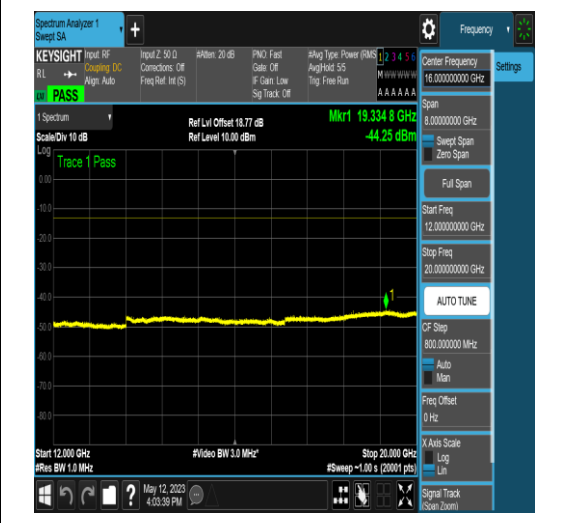 Spectrum Analyzer 1
Swept SA
+
Frequency
KEYSIGHT
RL
PASS
Input: RF
Coupling: DC
Align: Auto
Input Z: 50 Ω
Corrections: Off
Freq Ref: Int (S)
#Atten: 20 dB
PNO: Fast
Gate: Off
IF Gain: Low
Sig Track: Off
#Avg Type: Power (RMS)
Avg|Hold: 5/5
Trig: Free Run
1 2 3 4 5 6
M W W W W W
A A A A A A
1 Spectrum
Scale/Div 10 dB
Ref Lvl Offset 18.77 dB
Ref Level 10.00 dBm
Mkr1 19.334 8 GHz
-44.25 dBm
Log
Trace 1 Pass
0.00
-10.0
-20.0
-30.0
-40.0
-50.0
-60.0
-70.0
-80.0
1
Start 12.000 GHz
#Res BW 1.0 MHz
#Video BW 3.0 MHz*
Stop 20.000 GHz
#Sweep ~1.00 s (20001 pts)
?
May 12, 2023
4:03:39 PM
Center Frequency
16.000000000 GHz
Settings
Span
8.00000000 GHz
Swept Span
Zero Span
Full Span
Start Freq
12.000000000 GHz
Stop Freq
20.000000000 GHz
AUTO TUNE
CF Step
800.000000 MHz
Auto
Man
Freq Offset
0 Hz
X Axis Scale
Log
Lin
Signal Track
(Span Zoom)